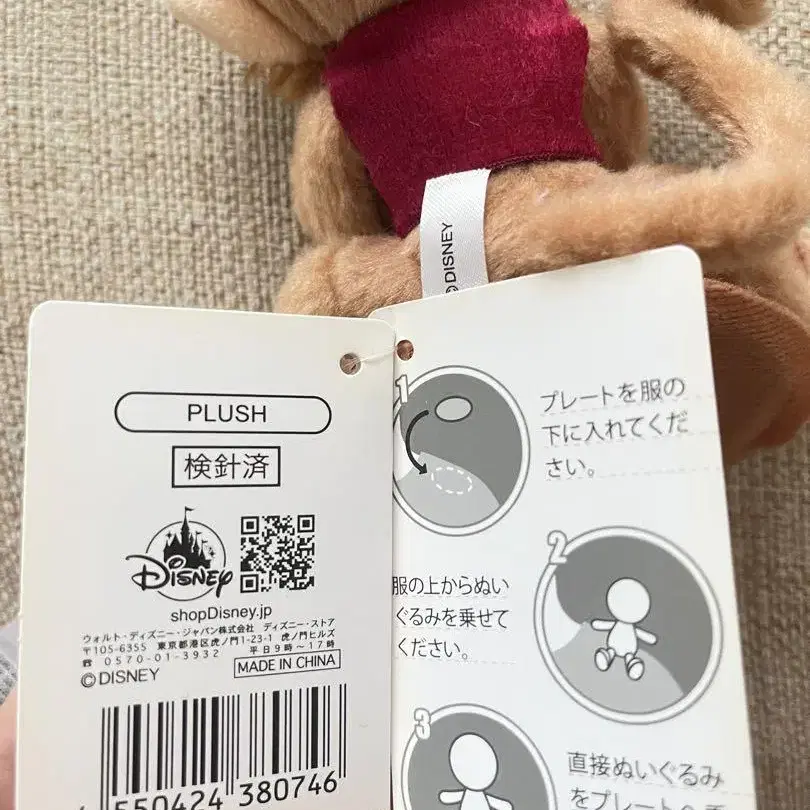 ©DISNEY
PLUSH
検針済
Disney
shopDisney.jp
ウォルト・ディズニー・ジャパン株式会社 ディズニー・ストア
〒105-6355 東京都港区虎ノ門1-23-1 虎ノ門ヒルズ
☎ 0570-01-3932 平日9時〜17時
©DISNEY
MADE IN CHINA
550424 380746
1
プレートを服の
下に入れてくだ
さい。
2
服の上からぬい
ぐるみを乗せて
ください。
3
直接ぬいぐるみ
をプレートの